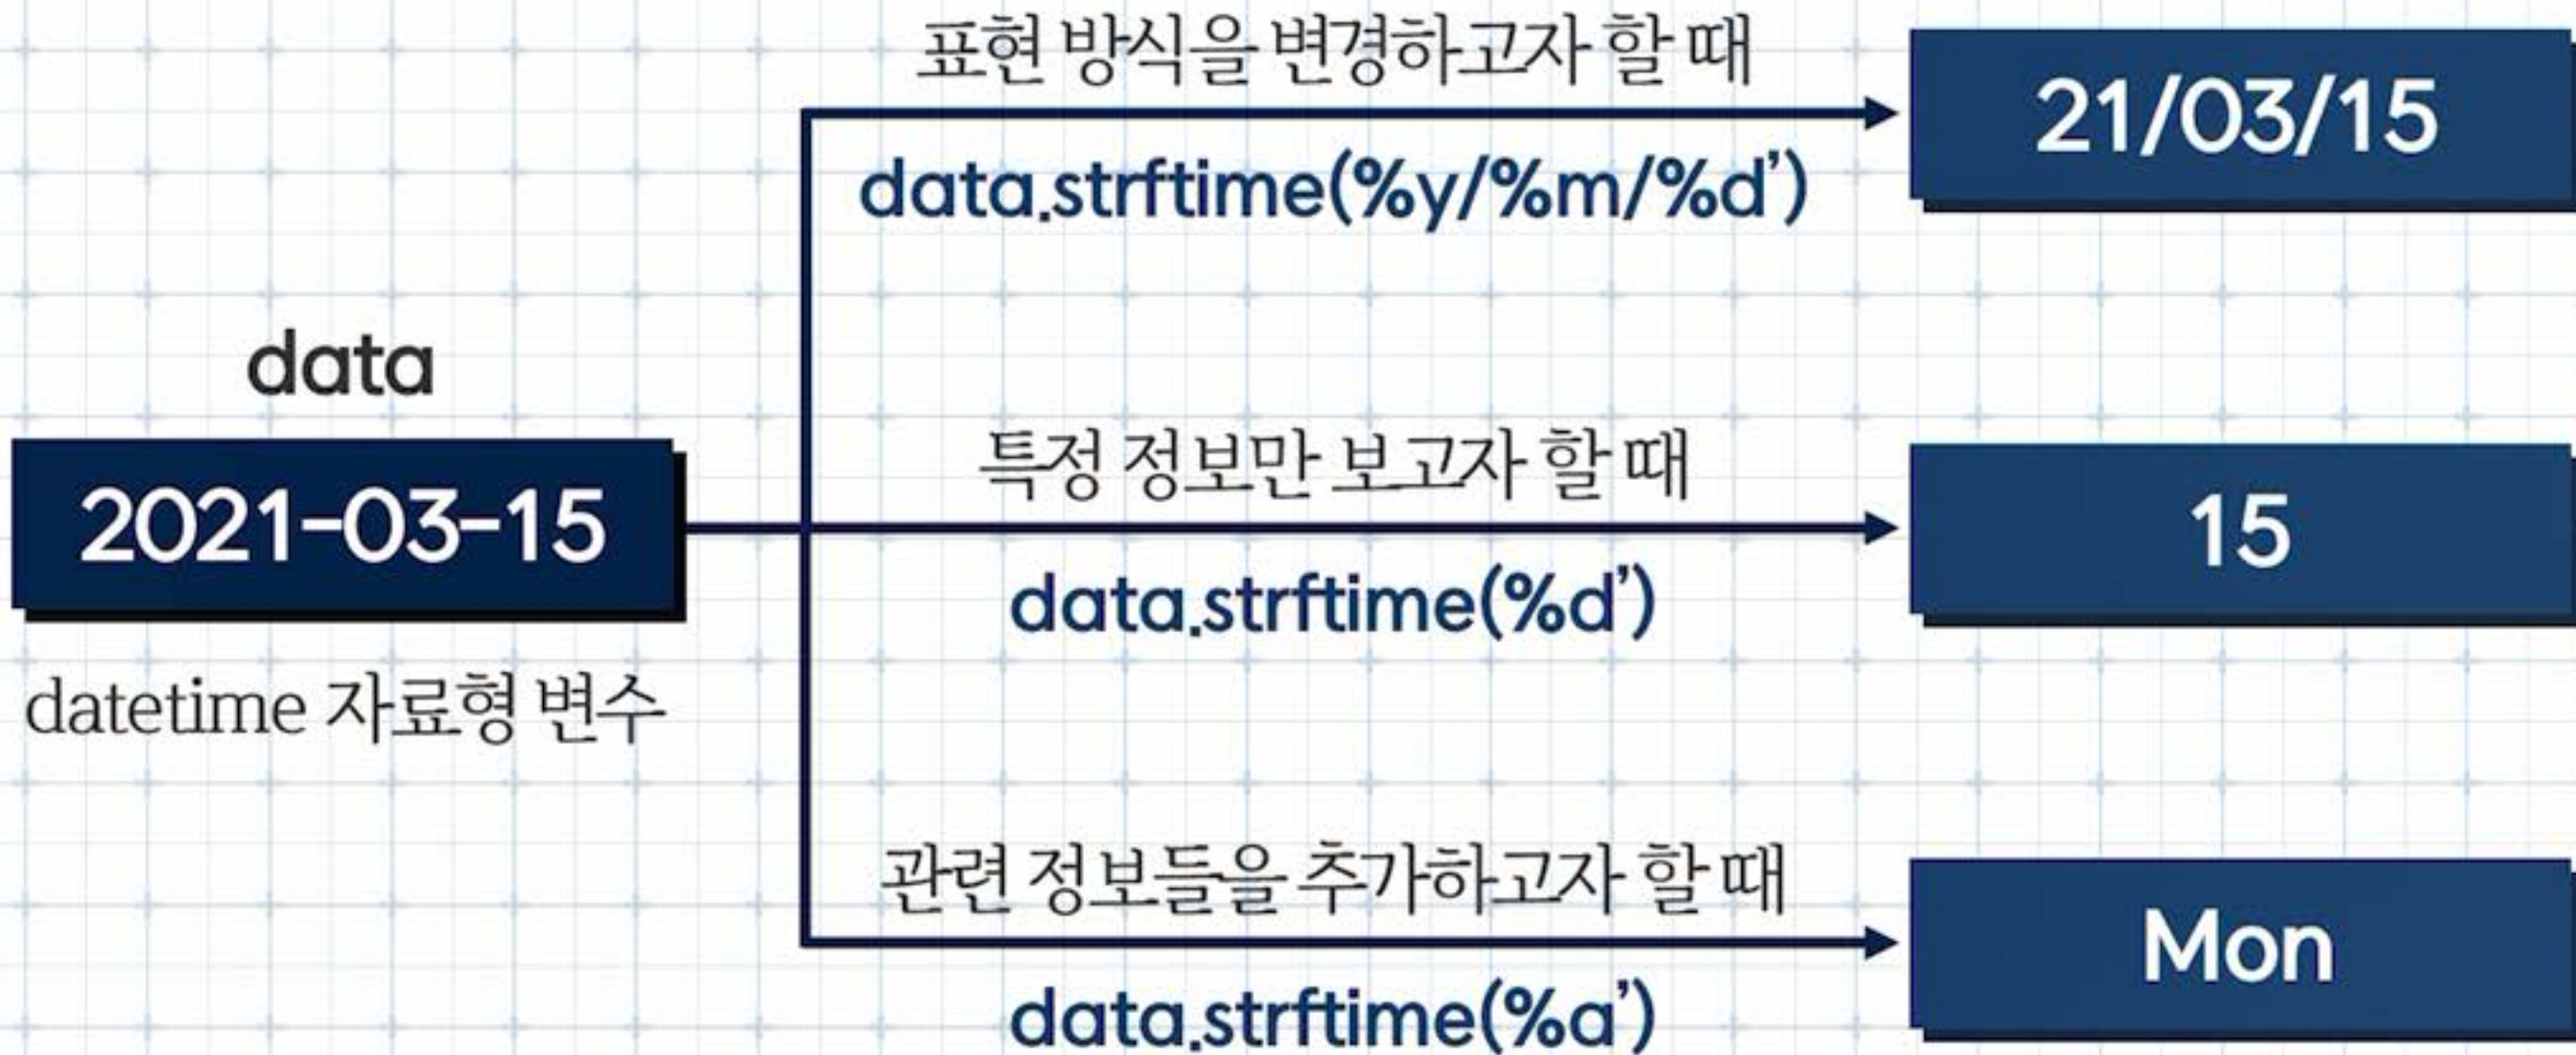 data
2021-03-15
datetime 자료형 변수
표현 방식을 변경하고자 할 때
data.strftime(%y/%m/%d’)
21/03/15
특정 정보만 보고자 할 때
data.strftime(%d’)
15
관련 정보들을 추가하고자 할 때
data.strftime(%a’)
Mon